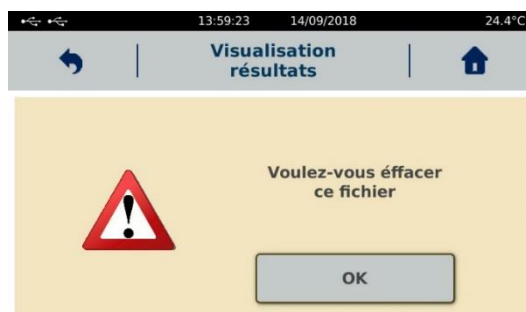 13:59:23 14/09/2018 24.4°C
Visualisation
résultats
Voulez-vous éffacer
ce fichier
OK